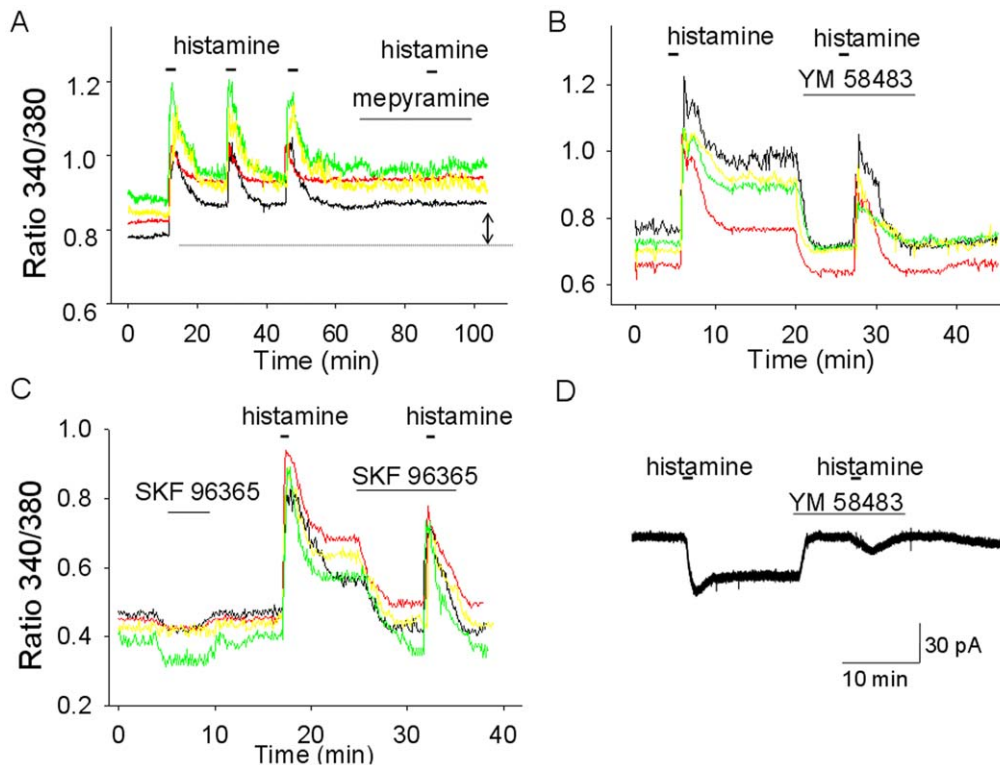 A
histamine
histamine
mepyramine
Ratio 340/380
1.2
1.0
0.8
0.6
0 20 40 60 80 100
Time (min)
B
histamine
histamine
YM 58483
1.2
1.0
0.8
0.6
0 10 20 30 40
Time (min)
C
histamine
histamine
SKF 96365
SKF 96365
Ratio 340/380
1.0
0.8
0.6
0.4
0.2
0 10 20 30 40
Time (min)
D
histamine
histamine
YM 58483
30 pA
10 min